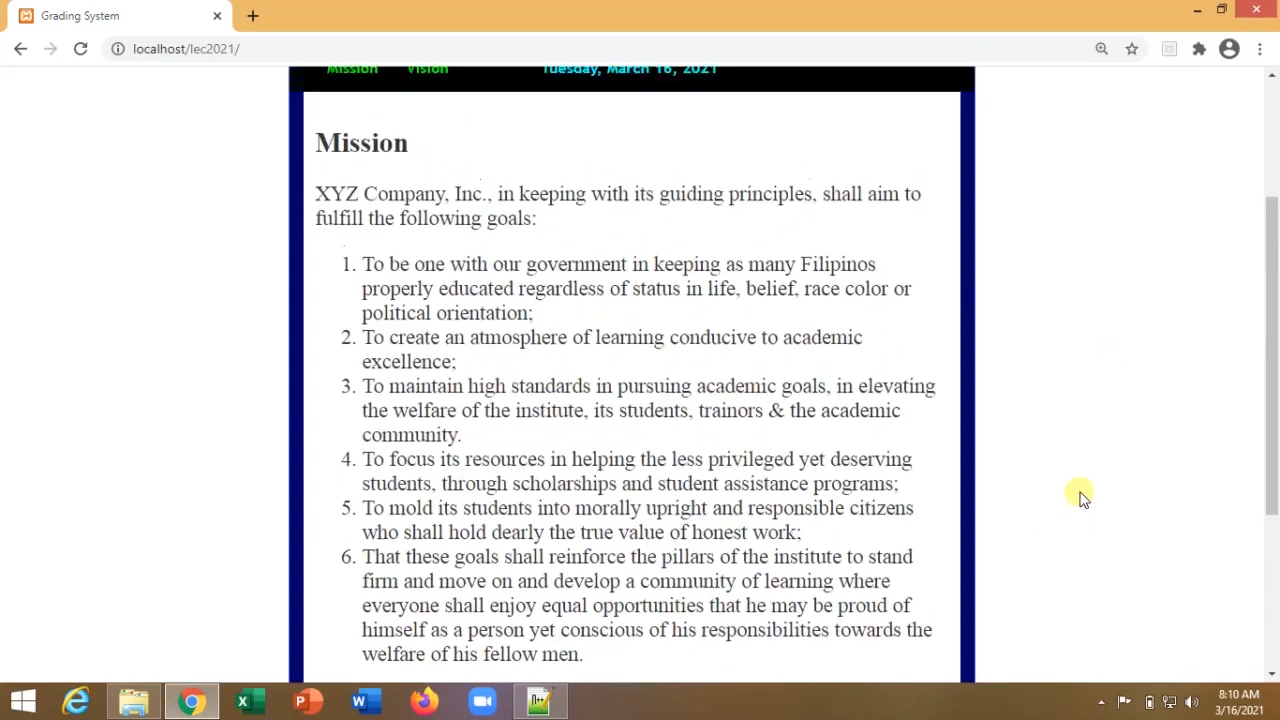 Grading System
localhost/lec2021/
Mission Vision Tuesday, March 16, 2021
Mission
XYZ Company, Inc., in keeping with its guiding principles, shall aim to
fulfill the following goals:
1. To be one with our government in keeping as many Filipinos
properly educated regardless of status in life, belief, race color or
political orientation;
2. To create an atmosphere of learning conducive to academic
excellence;
3. To maintain high standards in pursuing academic goals, in elevating
the welfare of the institute, its students, trainors & the academic
community.
4. To focus its resources in helping the less privileged yet deserving
students, through scholarships and student assistance programs;
5. To mold its students into morally upright and responsible citizens
who shall hold dearly the true value of honest work;
6. That these goals shall reinforce the pillars of the institute to stand
firm and move on and develop a community of learning where
everyone shall enjoy equal opportunities that he may be proud of
himself as a person yet conscious of his responsibilities towards the
welfare of his fellow men.
8:10 AM
3/16/2021